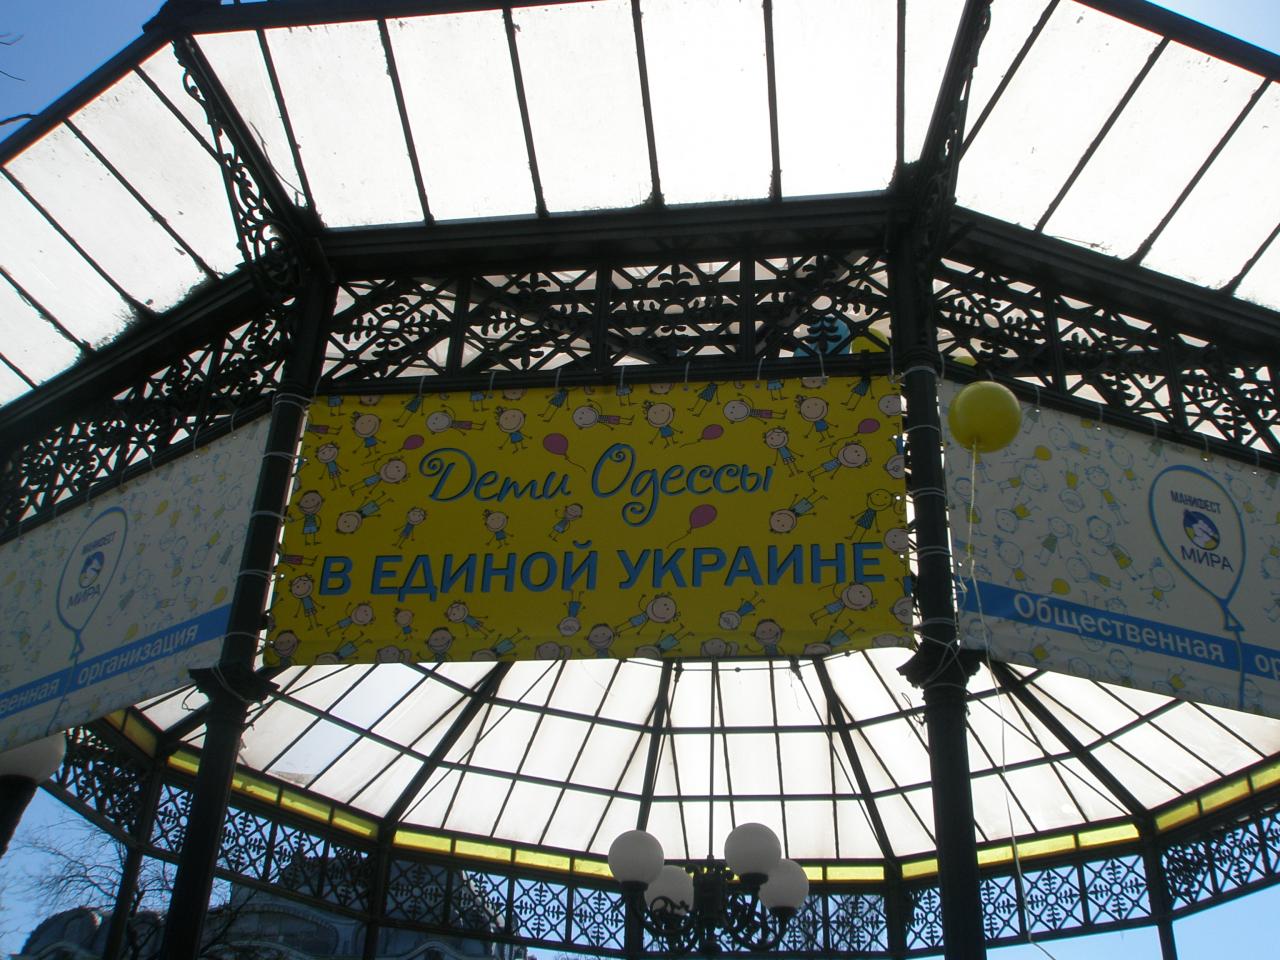 Дети Одессы
В ЕДИНОЙ УКРАИНЕ
МАНИФЕСТ
МИРА
организация
МАНИФЕСТ
МИРА
Общественная